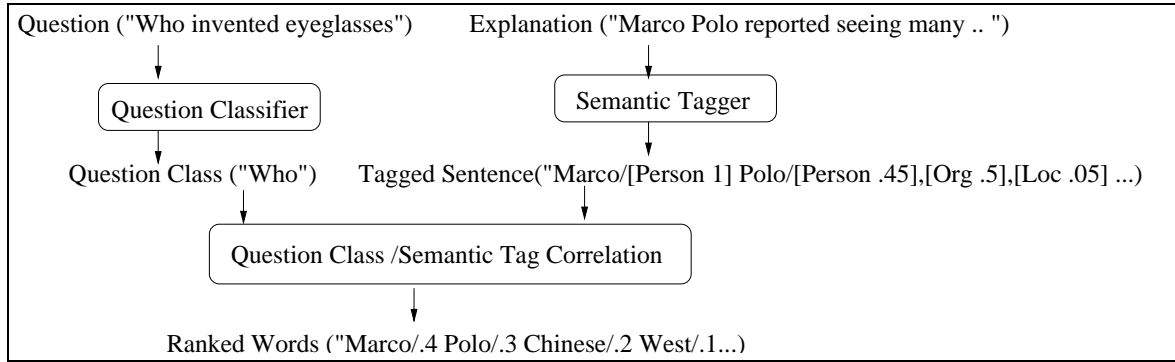 Question ("Who invented eyeglasses")
Explanation ("Marco Polo reported seeing many .. ")
Question Classifier
Semantic Tagger
Question Class ("Who")
Tagged Sentence("Marco/[Person 1] Polo/[Person .45],[Org .5],[Loc .05] ...)
Question Class /Semantic Tag Correlation
Ranked Words ("Marco/.4 Polo/.3 Chinese/.2 West/.1...)